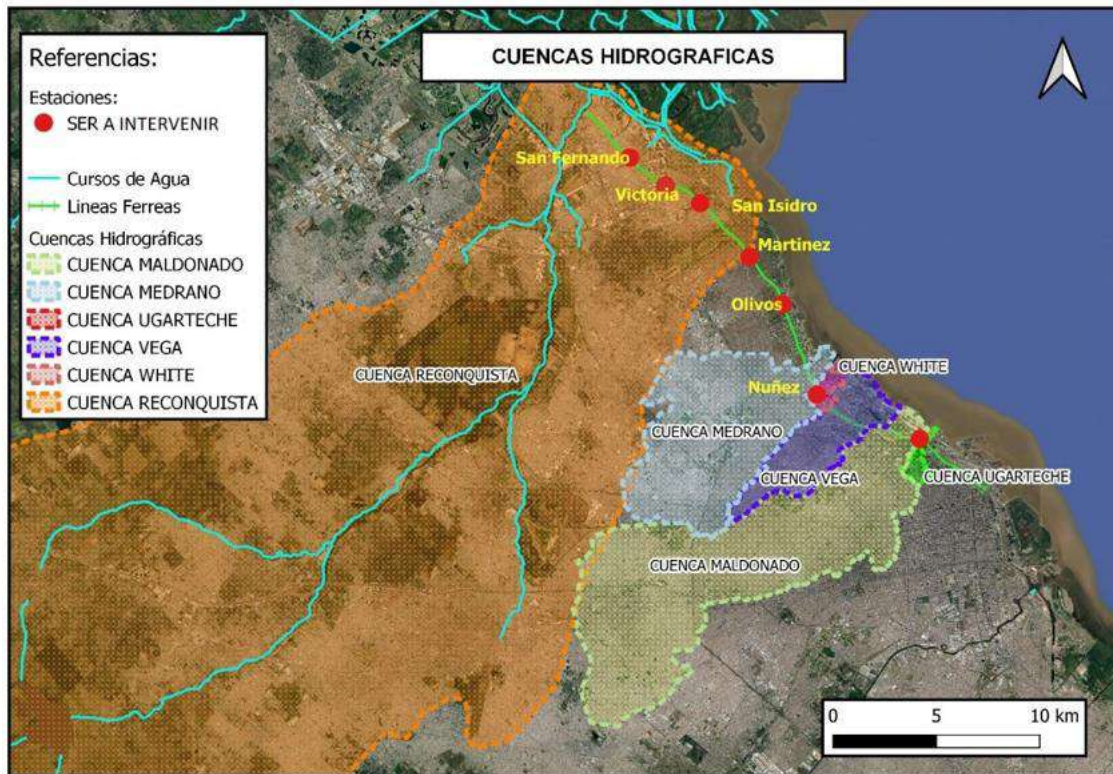 CUENCAS HIDROGRAFICAS
Referencias:
Estaciones:
SER A INTERVENIR
Cursos de Agua
Lineas Ferreas
Cuencas Hidrográficas
CUENCA MALDONADO
CUENCA MEDRANO
CUENCA UGARTECHE
CUENCA VEGA
CUENCA WHITE
CUENCA RECONQUISTA
San Fernando
Victoria
San Isidro
Martinez
Olivos
CUENCA WHITE
CUENCA RECONQUISTA
Nuñez
CUENCA MEDRANO
CUENCA VEGA
CUENCA UGARTECHE
CUENCA MALDONADO
0 5 10 km